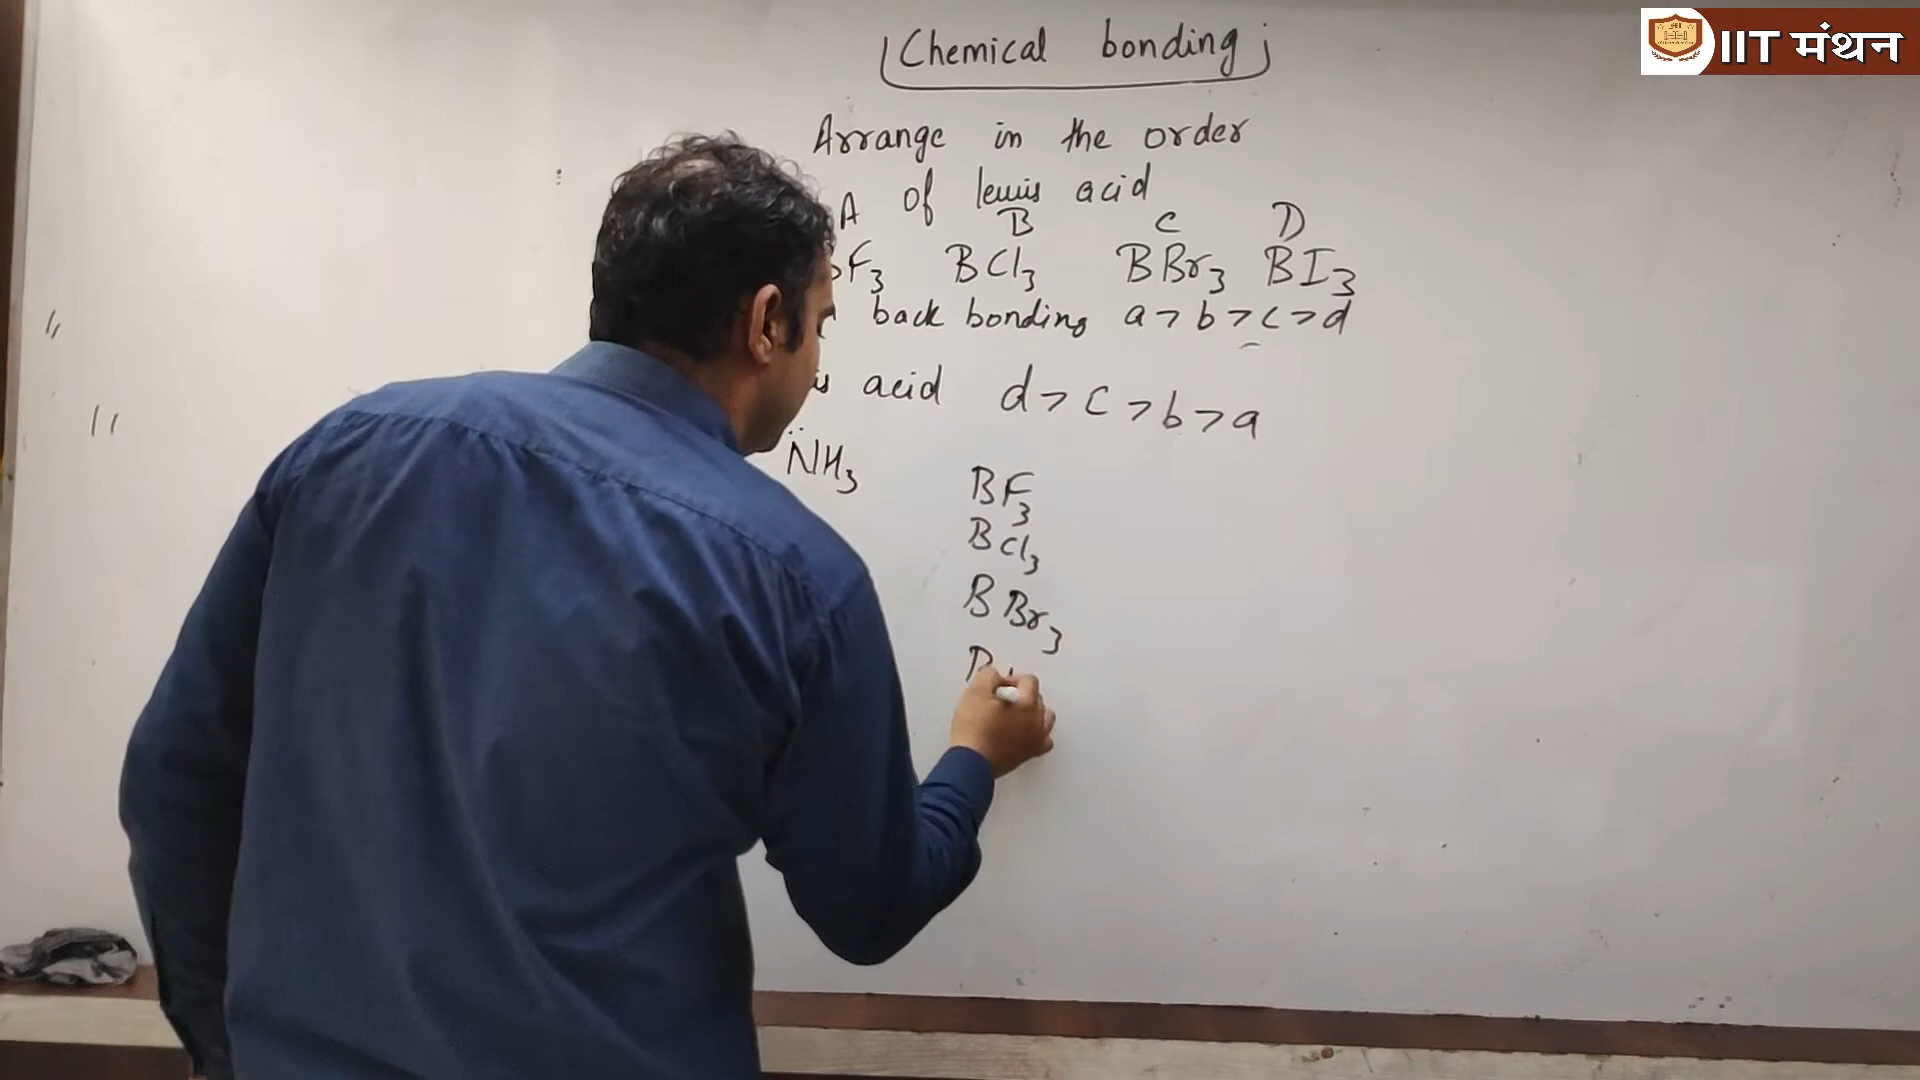 IIT मंथन
Chemical bonding
Arrange in the order
A of lewis acid
B C D
F3 BCl3 BBr3 BI3
back bonding a > b > c > d
acid d > c > b > a
N̈H3 BF3
BCl3
BBr3